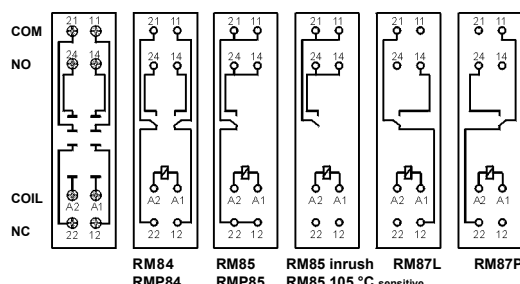 21 11 21 11 21 11 21 11 21 11 21 11
COM
NO
24 14 24 14 24 14 24 14 24 14 24 14
COIL
A2 A1 A2 A1 A2 A1 A2 A1 A2 A1 A2 A1
NC
22 12 22 12 22 12 22 12 22 12 22 12
RM84 RM85 RM85 inrush RM87L RM87P
RMP84 RMP85 RM85 105 °C sensitive